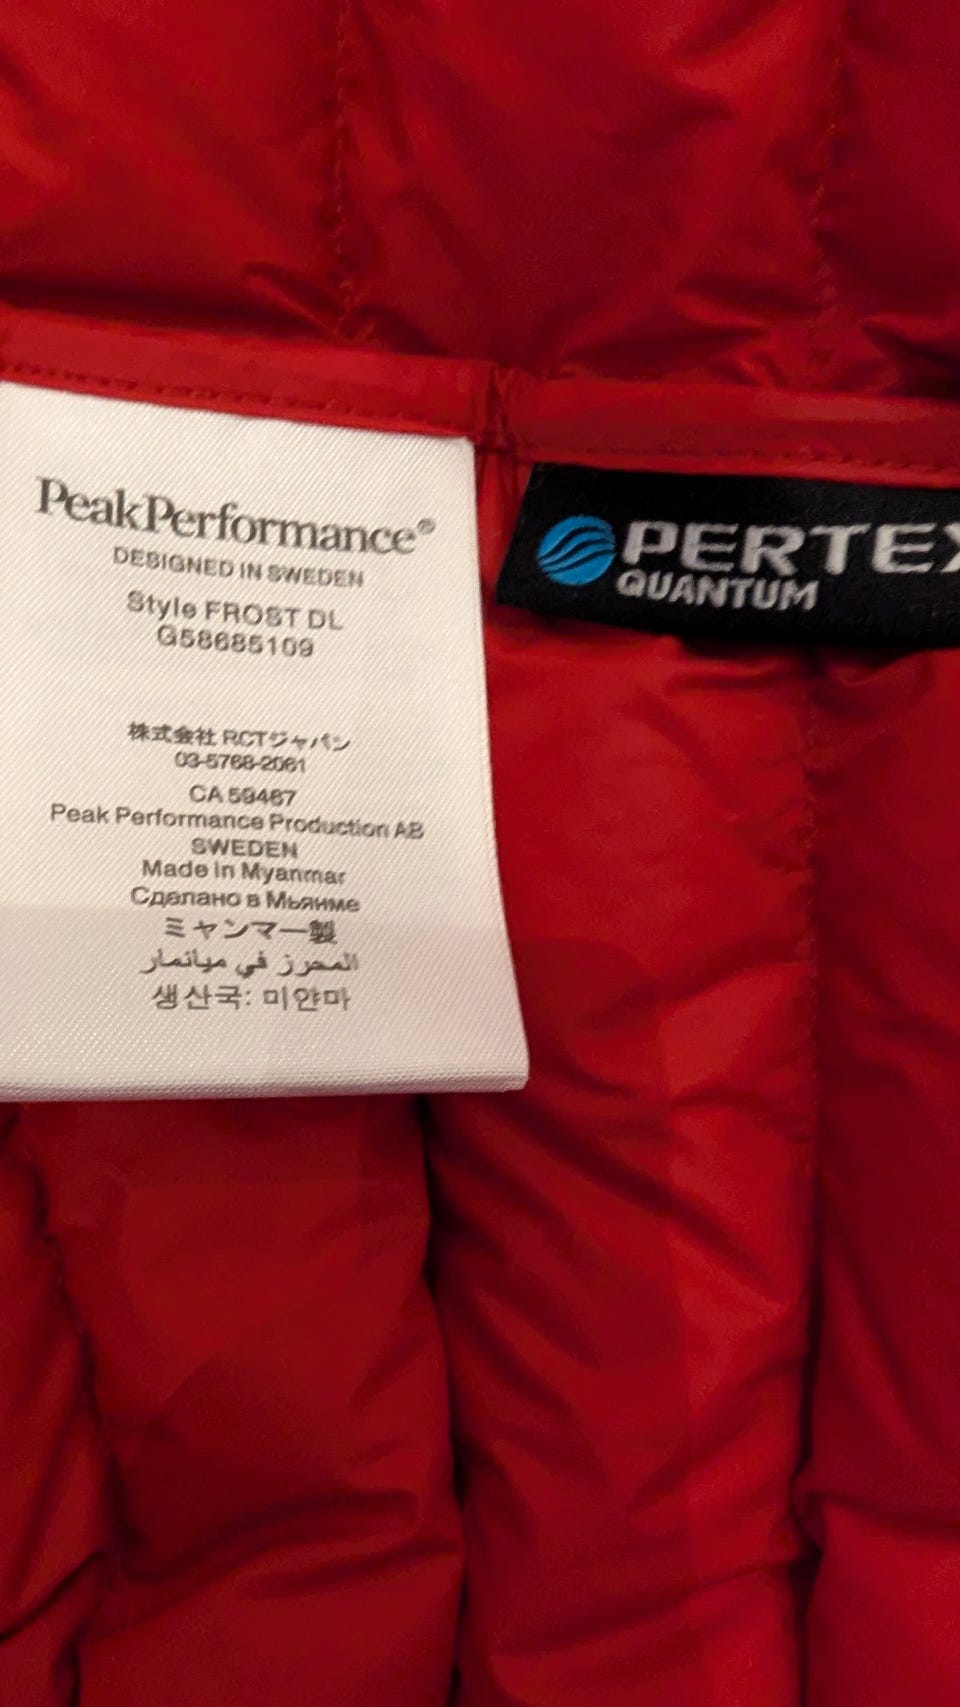 PeakPerformance®
DESIGNED IN SWEDEN
Style FROST DL
G58685109
株式会社 RCTジャパン
03-5768-2061
CA 59467
Peak Performance Production AB
SWEDEN
Made in Myanmar
Сделано в Мьянме
ミャンマー製
المحرز في ميانمار
생산국: 미얀마
PERTEX
QUANTUM